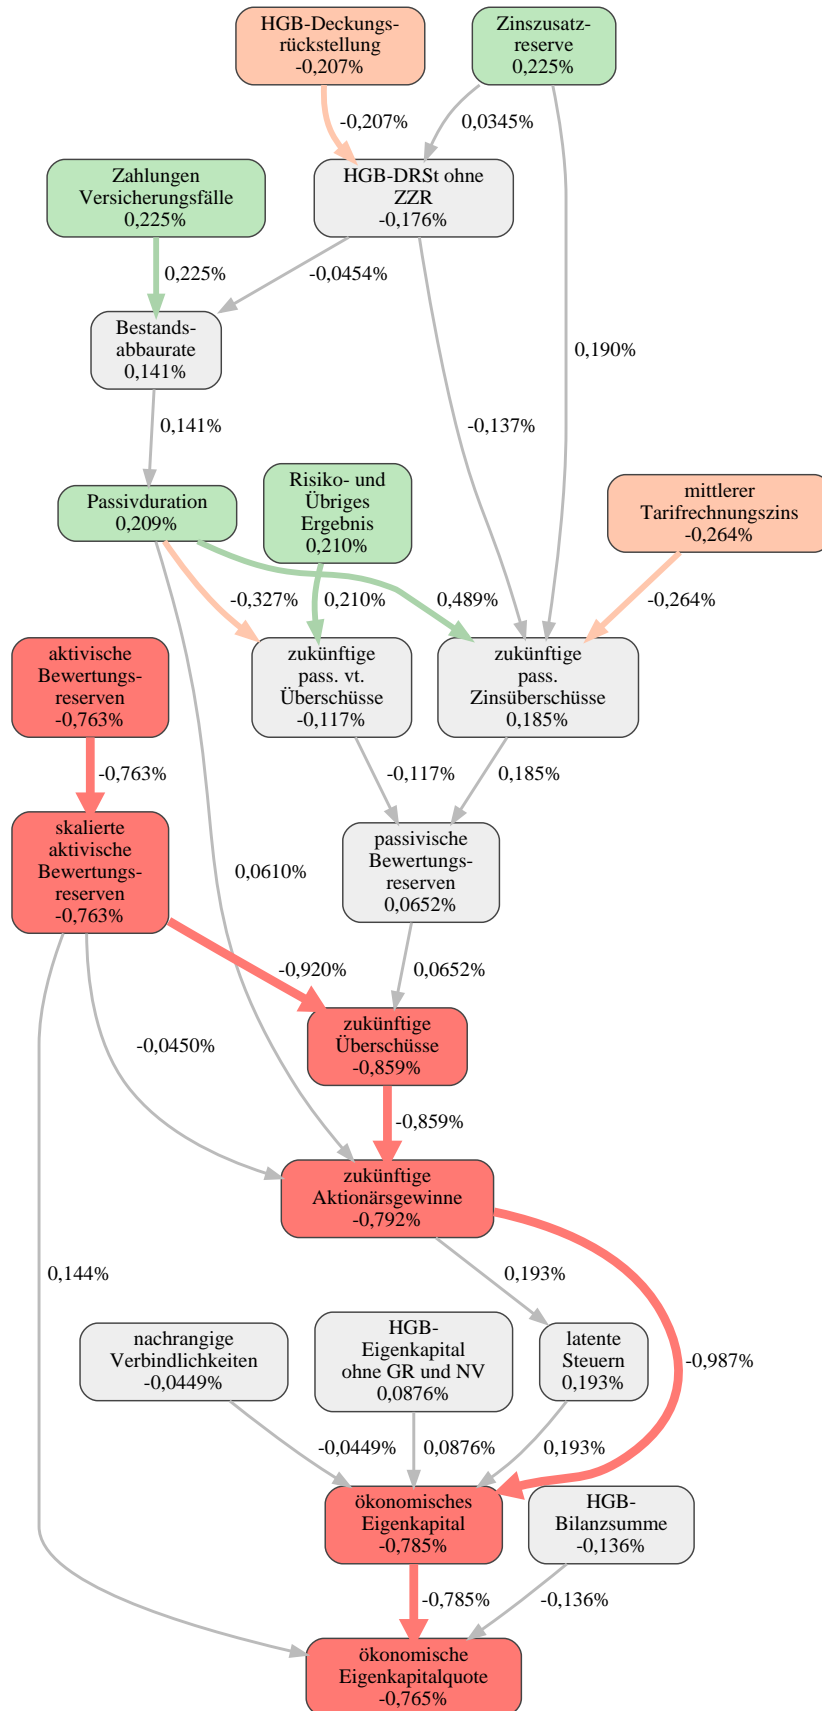 HGB-Deckungs-
rückstellung
-0,207%
Zinszusatz-
reserve
0,225%
-0,207%
0,0345%
Zahlungen
Versicherungsfälle
0,225%
HGB-DRSt ohne
ZZR
-0,176%
0,225%
-0,0454%
Bestands-
abbaurate
0,141%
0,190%
0,141%
-0,137%
Passivduration
0,209%
Risiko- und
Übriges
Ergebnis
0,210%
mittlerer
Tarifrechnungszins
-0,264%
-0,327%
0,210%
0,489%
-0,264%
aktivische
Bewertungs-
reserven
-0,763%
zukünftige
pass. vt.
Überschüsse
-0,117%
zukünftige
pass.
Zinsüberschüsse
0,185%
-0,763%
-0,117%
0,185%
skalierte
aktivische
Bewertungs-
reserven
-0,763%
0,0610%
passivische
Bewertungs-
reserven
0,0652%
-0,920%
0,0652%
-0,0450%
zukünftige
Überschüsse
-0,859%
-0,859%
zukünftige
Aktionärsgewinne
-0,792%
0,144%
0,193%
nachrangige
Verbindlichkeiten
-0,0449%
HGB-
Eigenkapital
ohne GR und NV
0,0876%
latente
Steuern
0,193%
-0,987%
-0,0449%
0,0876%
0,193%
ökonomisches
Eigenkapital
-0,785%
HGB-
Bilanzsumme
-0,136%
-0,785%
-0,136%
ökonomische
Eigenkapitalquote
-0,765%